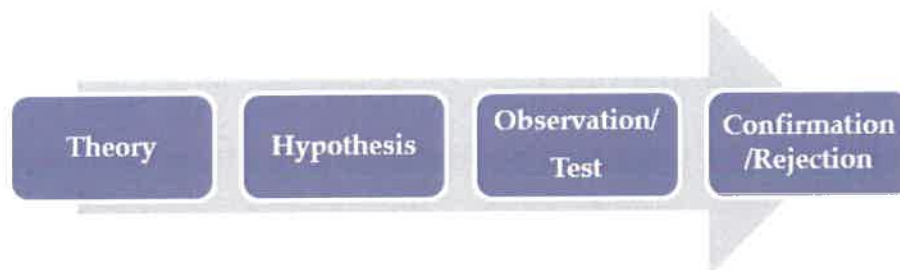 Theory
Hypothesis
Observation/
Test
Confirmation
/Rejection